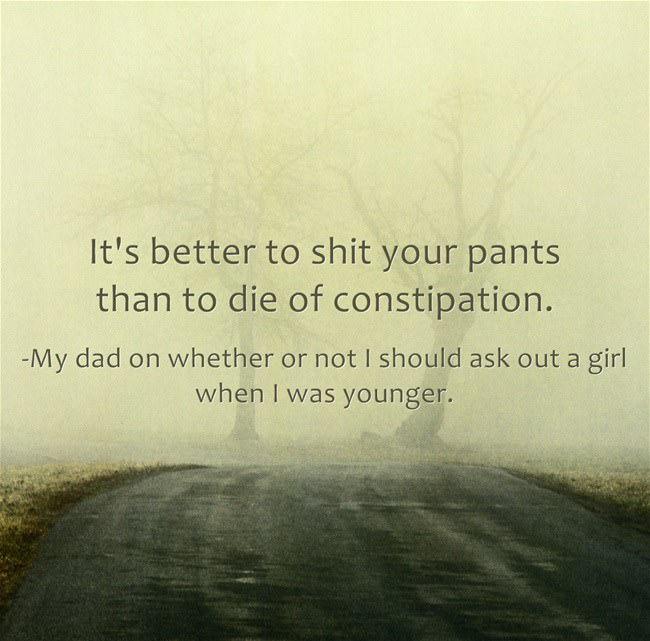 It's better to shit your pants
than to die of constipation.
-My dad on whether or not I should ask out a girl
when I was younger.